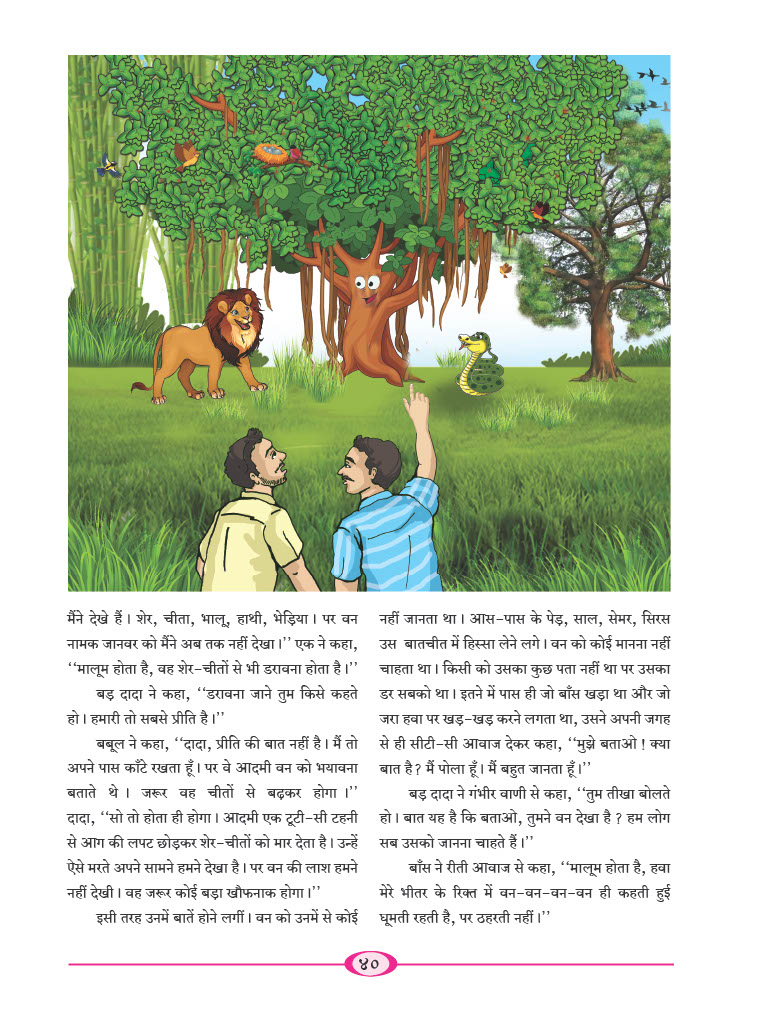 मैंने देखे हैं । शेर, चीता, भालू, हाथी, भेड़िया । पर वन
नामक जानवर को मैंने अब तक नहीं देखा ।’’ एक ने कहा,
‘‘मालूम होता है, वह शेर-चीतों से भी डरावना होता है ।’’
बड़ दादा ने कहा, ‘‘डरावना जाने तुम किसे कहते
हो । हमारी तो सबसे प्रीति है ।’’
बबूल ने कहा, ‘‘दादा, प्रीति की बात नहीं है । मैं तो
अपने पास काँटे रखता हूँ । पर वे आदमी वन को भयावना
बताते थे । जरूर वह चीतों से बढ़कर होगा ।’’
दादा, ‘‘सो तो होता ही होगा । आदमी एक टूटी-सी टहनी
से आग की लपट छोड़कर शेर-चीतों को मार देता है । उन्हें
ऐसे मरते अपने सामने हमने देखा है । पर वन की लाश हमने
नहीं देखी । वह जरूर कोई बड़ा खौफनाक होगा ।’’
इसी तरह उनमें बातें होने लगीं । वन को उनमें से कोई
नहीं जानता था । आस-पास के पेड़, साल, सेमर, सिरस
उस बातचीत में हिस्सा लेने लगे । वन को कोई मानना नहीं
चाहता था । किसी को उसका कुछ पता नहीं था पर उसका
डर सबको था । इतने में पास ही जो बाँस खड़ा था और जो
जरा हवा पर खड़-खड़ करने लगता था, उसने अपनी जगह
से ही सीटी-सी आवाज देकर कहा, ‘‘मुझे बताओ ! क्या
बात है ? मैं पोला हूँ । मैं बहुत जानता हूँ ।’’
बड़ दादा ने गंभीर वाणी से कहा, ‘‘तुम तीखा बोलते
हो । बात यह है कि बताओ, तुमने वन देखा है ? हम लोग
सब उसको जानना चाहते हैं ।’’
बाँस ने रीती आवाज से कहा, ‘‘मालूम होता है, हवा
मेरे भीतर के रिक्त में वन-वन-वन-वन ही कहती हुई
घूमती रहती है, पर ठहरती नहीं ।’’
४०